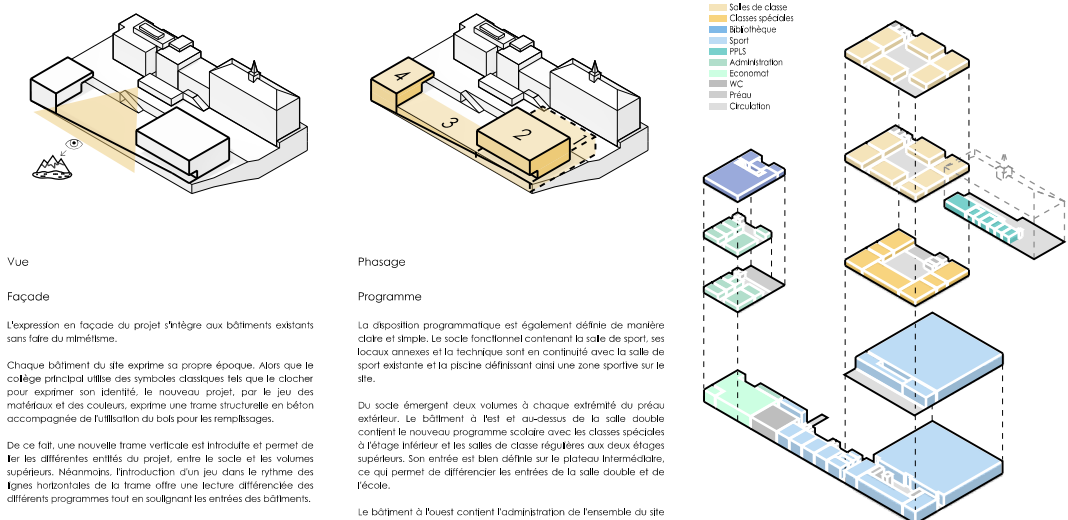 Vue
Façade
L'expression en façade du projet s'intègre aux bâtiments existants
sans faire du mimétisme.
Chaque bâtiment du site exprime sa propre époque. Alors que le
collège principal utilise des symboles classiques tels que le clocher
pour exprimer son identité, le nouveau projet, par le jeu des
matériaux et des couleurs, exprime une trame structurelle en béton
accompagnée de l'utilisation du bois pour les remplissages.
De ce fait, une nouvelle trame verticale est introduite et permet de
lier les différentes entités du projet, entre le socle et les volumes
supérieurs. Néanmoins, l'introduction d'un jeu dans le rythme des
lignes horizontales de la trame offre une lecture différenciée des
différents programmes tout en soulignant les entrées des bâtiments.
4
3
2
1
Phasage
Programme
La disposition programmatique est également définie de manière
claire et simple. Le socle fonctionnel contenant la salle de sport, ses
locaux annexes et la technique sont en continuité avec la salle de
sport existante et la piscine définissant ainsi une zone sportive sur le
site.
Du socle émergent deux volumes à chaque extrémité du préau
extérieur. Le bâtiment à l'est et au-dessus de la salle double
contient le nouveau programme scolaire avec les classes spéciales
à l'étage inférieur et les salles de classe régulières aux deux étages
supérieurs. Son entrée est bien définie sur le plateau intermédiaire,
ce qui permet de différencier les entrées de la salle double et de
l'école.
Le bâtiment à l'ouest contient l'administration de l'ensemble du site
Salles de classe
Classes spéciales
Bibliothèque
Sport
PPLS
Administration
Economat
WC
Préau
Circulation